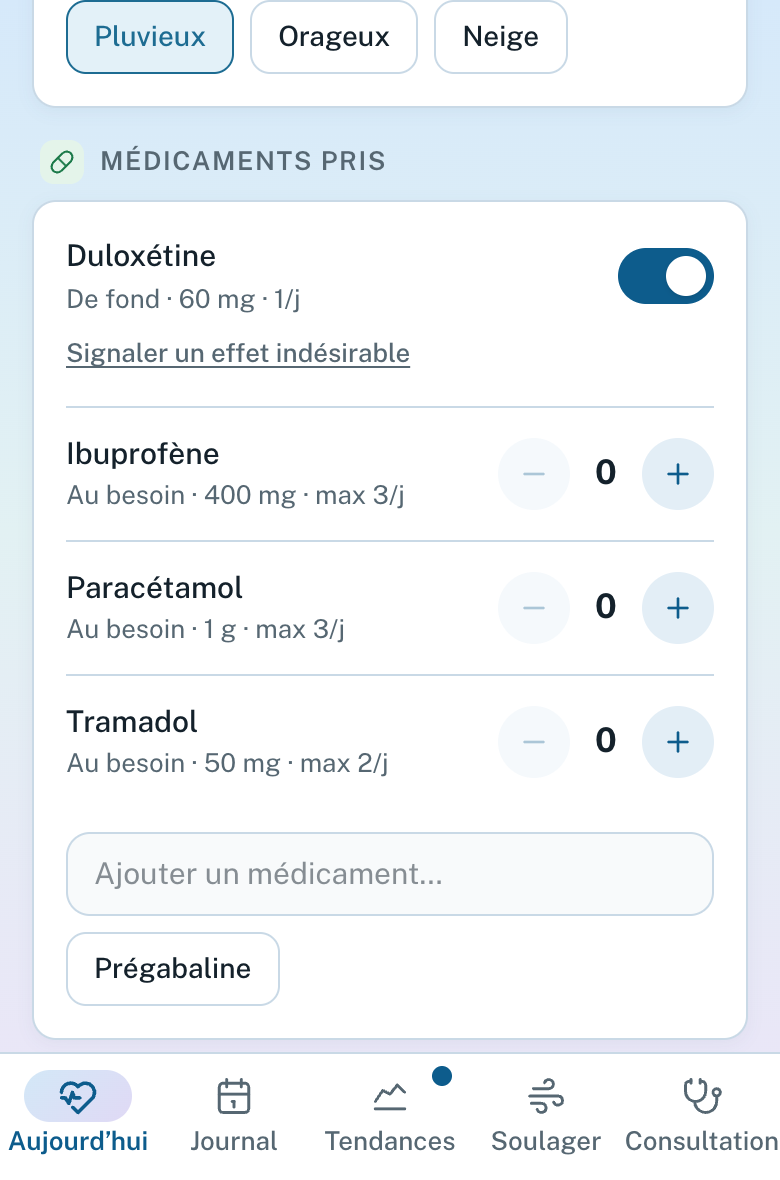 Pluvieux Orageux Neige
MÉDICAMENTS PRIS
Duloxétine
De fond · 60 mg · 1/j
Signaler un effet indésirable
Ibuprofène
Au besoin · 400 mg · max 3/j
− 0 +
Paracétamol
Au besoin · 1 g · max 3/j
− 0 +
Tramadol
Au besoin · 50 mg · max 2/j
− 0 +
Ajouter un médicament...
Prégabaline
Aujourd’hui Journal Tendances Soulager Consultation